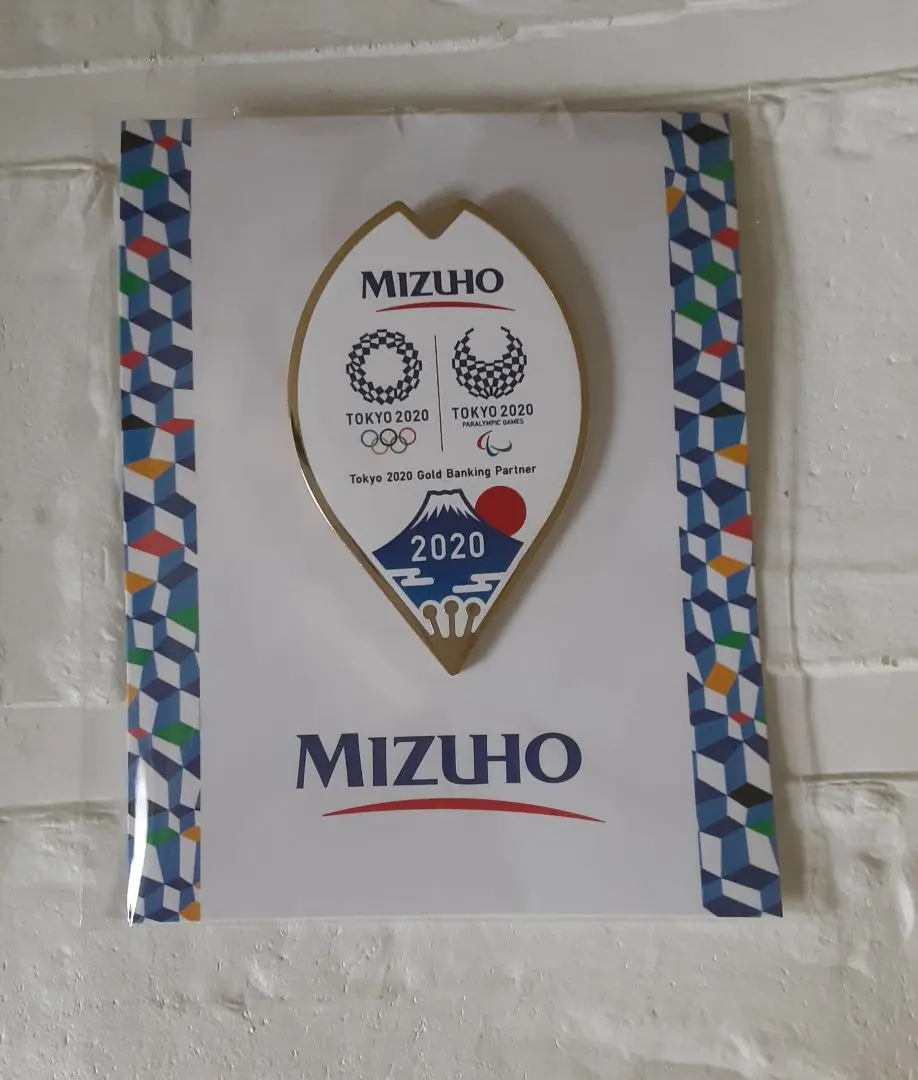 MIZUHO
TOKYO 2020
TOKYO 2020
PARALYMPIC GAMES
Tokyo 2020 Gold Banking Partner
2020
MIZUHO